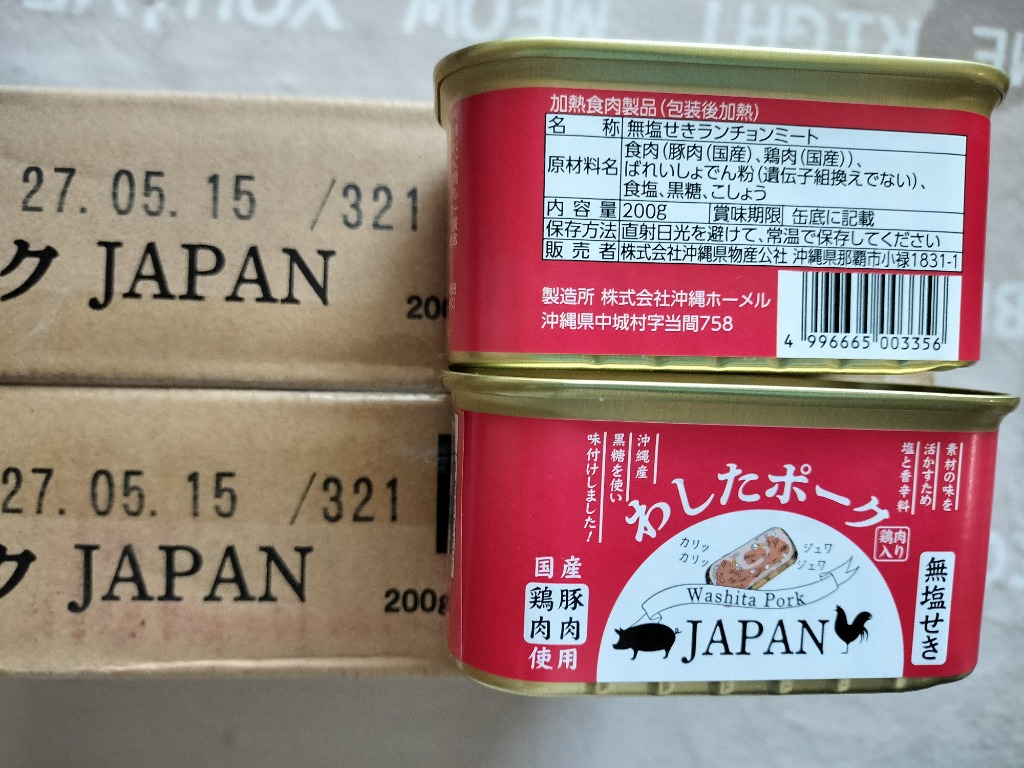 NE RIGHT MEOW YOU'VE
27.05.15 /321
ク JAPAN
200
27.05.15 /321
ク JAPAN
200g
加熱食肉製品(包装後加熱)
名 称 無塩せきランチョンミート
原材料名 食肉(豚肉(国産)、鶏肉(国産))、
ばれいしょでん粉(遺伝子組換えでない)、
食塩、黒糖、こしょう
内容量 200g 賞味期限 缶底に記載
保存方法 直射日光を避けて、常温で保存してください
販売者 株式会社沖縄県物産公社 沖縄県那覇市小禄1831-1
製造所 株式会社沖縄ホーメル
沖縄県中城村字当間758
4 996665 003356
素材の味を
活かすため
塩と香辛料
沖縄産
黒糖を使い
味付けしました!
わしたポーク
鶏肉
入り
カリッ
カリッ
ジュワ
ジュワ
Washita Pork
JAPAN
国産
豚肉
鶏肉
使用
無塩せき